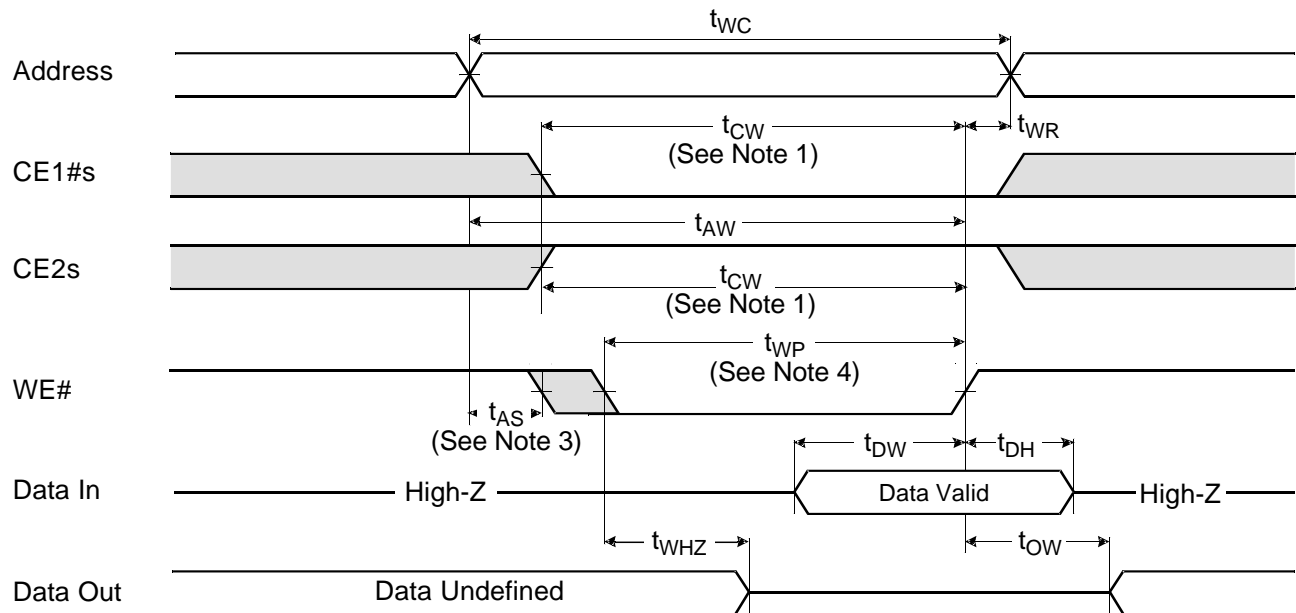 tWC
Address
tCW
(See Note 1)
tWR
CE1#s
tAW
CE2s
tCW
(See Note 1)
tWP
(See Note 4)
WE#
tAS
(See Note 3)
tDW
tDH
Data In
High-Z
Data Valid
High-Z
tWHZ
tOW
Data Out
Data Undefined